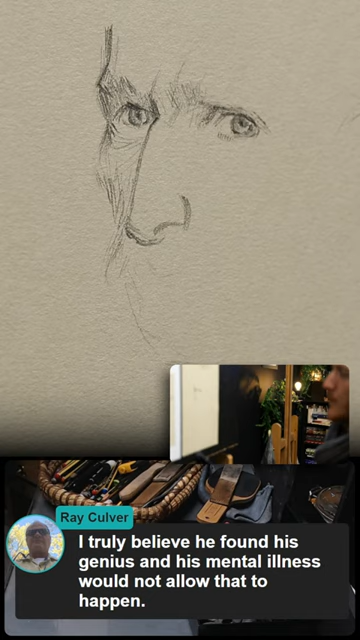 Ray Culver
I truly believe he found his
genius and his mental illness
would not allow that to
happen.